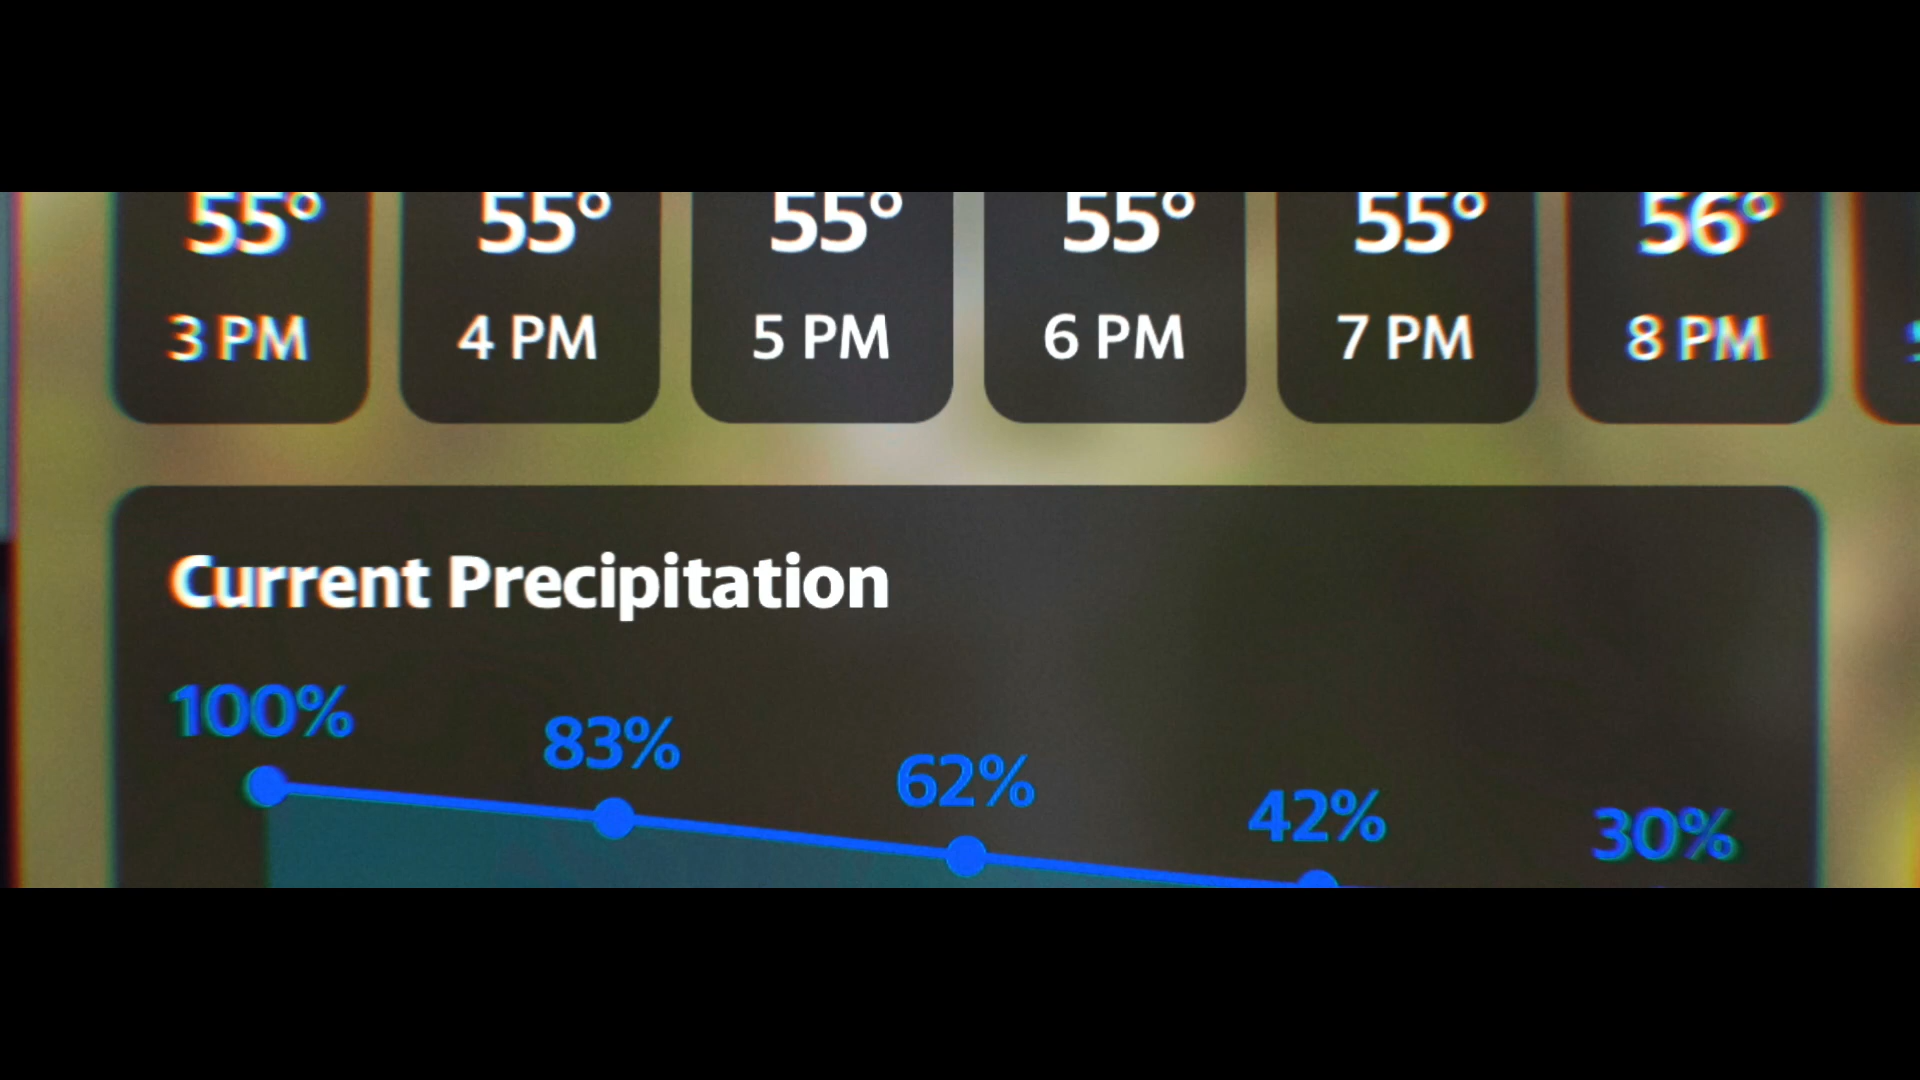 55° 55° 55° 55° 55° 56°
3 PM 4 PM 5 PM 6 PM 7 PM 8 PM
Current Precipitation
100% 83% 62% 42% 30%